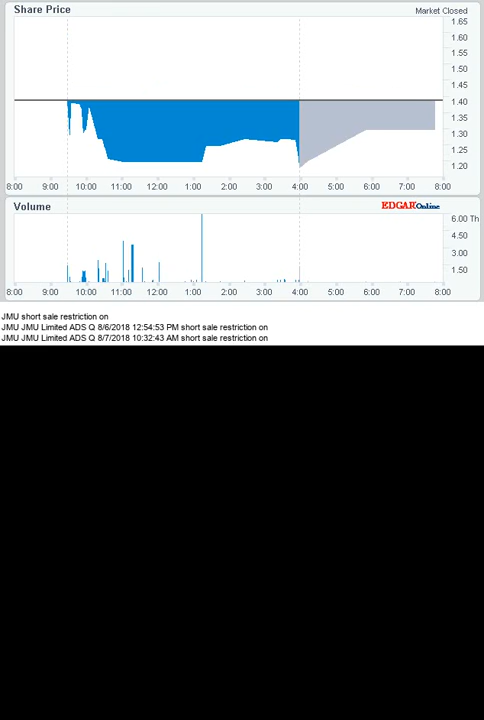 Share Price
Market Closed
1.65
1.60
1.55
1.50
1.45
1.40
1.35
1.30
1.25
1.20
8:00 9:00 10:00 11:00 12:00 1:00 2:00 3:00 4:00 5:00 6:00 7:00 8:00
Volume
EDGAR Online
6.00 Th
4.50
3.00
1.50
8:00 9:00 10:00 11:00 12:00 1:00 2:00 3:00 4:00 5:00 6:00 7:00 8:00
JMU short sale restriction on
JMU JMU Limited ADS Q 8/6/2018 12:54:53 PM short sale restriction on
JMU JMU Limited ADS Q 8/7/2018 10:32:43 AM short sale restriction on